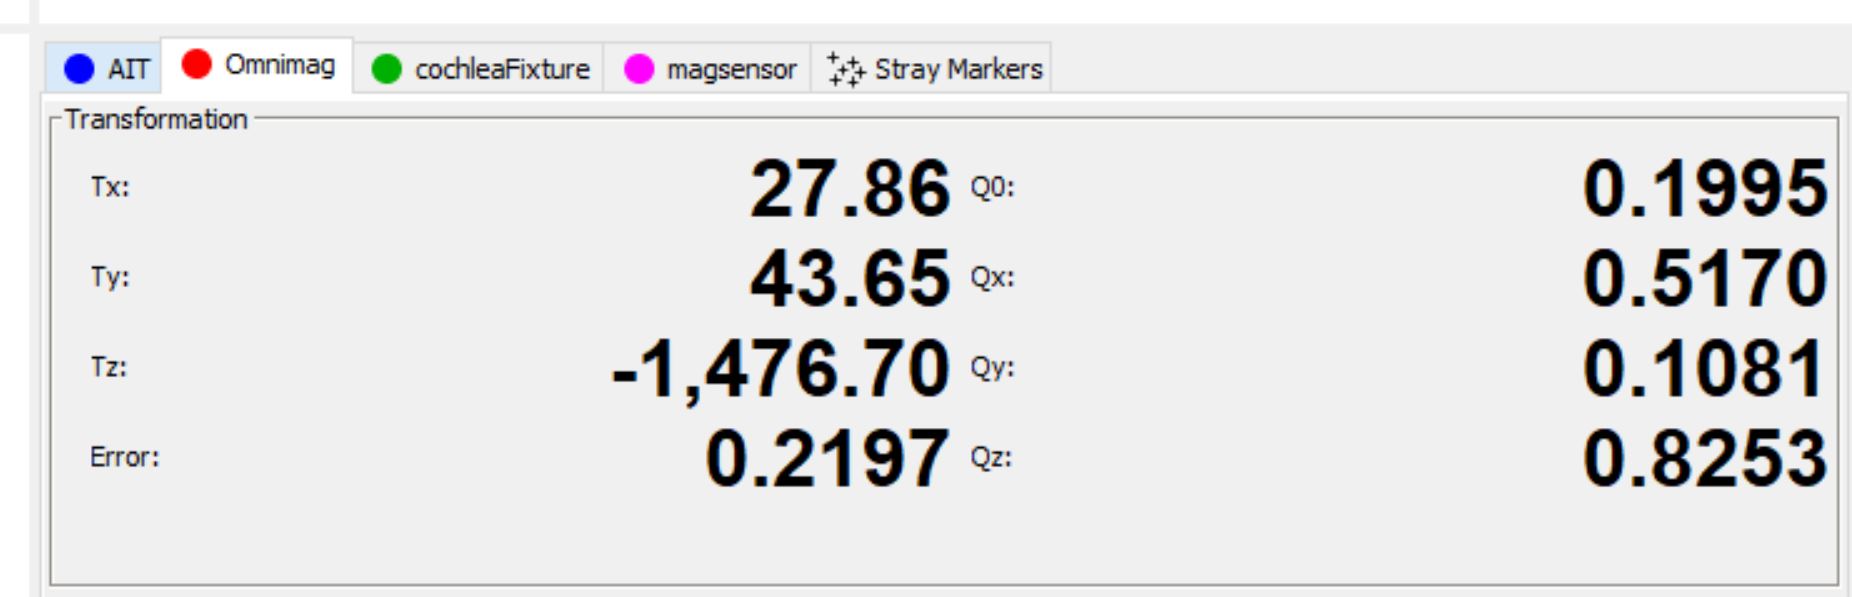 AIT Omnimag cochleaFixture magsensor Stray Markers
Transformation
Tx: 27.86 Q0: 0.1995
Ty: 43.65 Qx: 0.5170
Tz: -1,476.70 Qy: 0.1081
Error: 0.2197 Qz: 0.8253